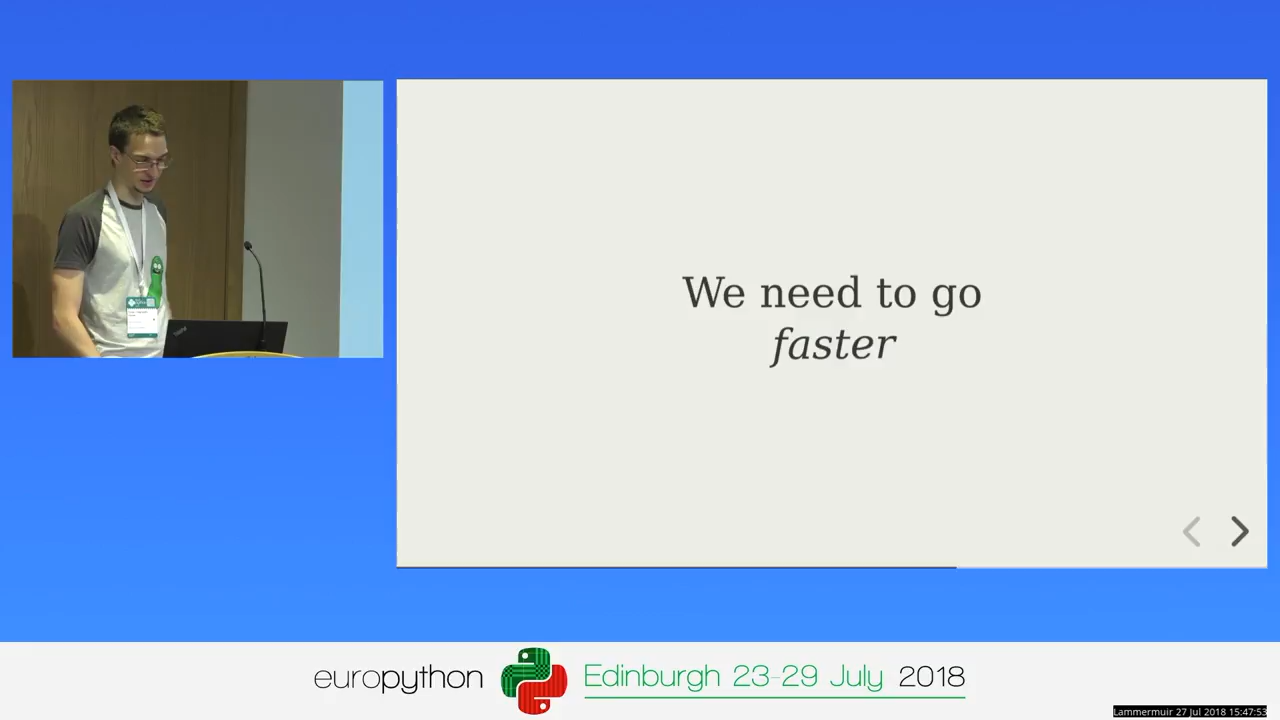 We need to go
faster
europython Edinburgh 23-29 July 2018
Lammermuir 27 Jul 2018 15:47:53